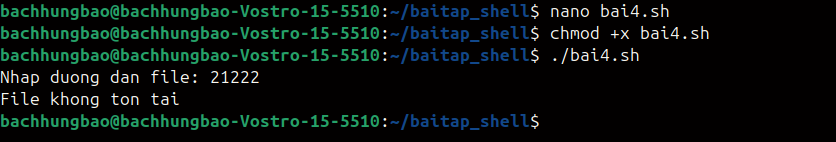 bachhungbao@bachhungbao-Vostro-15-5510:~/baitap_shell$ nano bai4.sh
bachhungbao@bachhungbao-Vostro-15-5510:~/baitap_shell$ chmod +x bai4.sh
bachhungbao@bachhungbao-Vostro-15-5510:~/baitap_shell$ ./bai4.sh
Nhap duong dan file: 21222
File khong ton tai
bachhungbao@bachhungbao-Vostro-15-5510:~/baitap_shell$